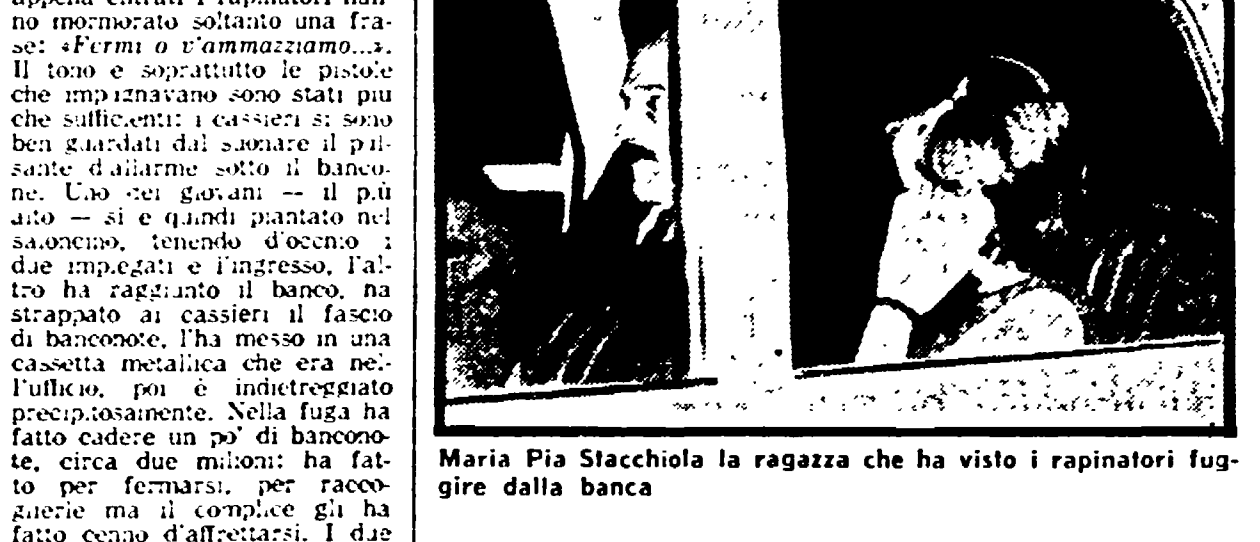 appena entrati i rapinatori han-
no mormorato soltanto una fra-
se: «Fermi o v'ammazziamo...».
Il tono e soprattutto le pistole
che impugnavano sono stati più
che sufficienti: i cassieri si sono
ben guardati dal suonare il pul-
sante d'allarme sotto il banco-
ne. Uno dei giovani — il più
alto — si e quindi piantato nel
saloncino, tenendo d'occhio i
due impiegati e l'ingresso, l'al-
tro ha raggiunto il banco, ha
strappato ai cassieri il fascio
di banconote, l'ha messo in una
cassetta metallica che era nel-
l'ufficio, poi è indietreggiato
precipitosamente. Nella fuga ha
fatto cadere un po' di bancono-
te, circa due milioni: ha fat-
to per fermarsi, per racco-
glierle ma il complice gli ha
fatto cenno d'affrettarsi. I due
Maria Pia Stacchiola la ragazza che ha visto i rapinatori fug-
gire dalla banca